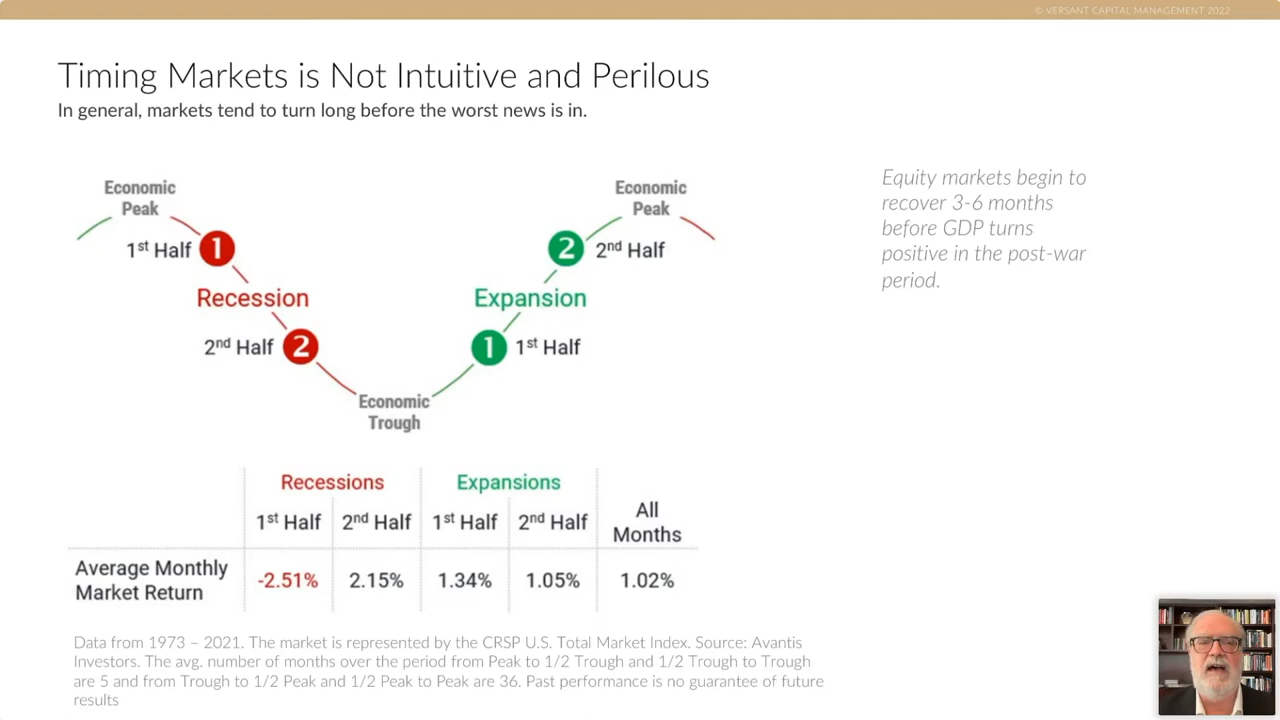 © VERSANT CAPITAL MANAGEMENT 2022
Timing Markets is Not Intuitive and Perilous
In general, markets tend to turn long before the worst news is in.
Economic
Peak
1st Half 1
Recession
2nd Half 2
Economic
Trough
Economic
Peak
2 2nd Half
Expansion
1 1st Half
Equity markets begin to
recover 3-6 months
before GDP turns
positive in the post-war
period.
Recessions Expansions
1st Half 2nd Half 1st Half 2nd Half All
Months
Average Monthly
Market Return -2.51% 2.15% 1.34% 1.05% 1.02%
Data from 1973 – 2021. The market is represented by the CRSP U.S. Total Market Index. Source: Avantis
Investors. The avg. number of months over the period from Peak to 1/2 Trough and 1/2 Trough to Trough
are 5 and from Trough to 1/2 Peak and 1/2 Peak to Peak are 36. Past performance is no guarantee of future
results